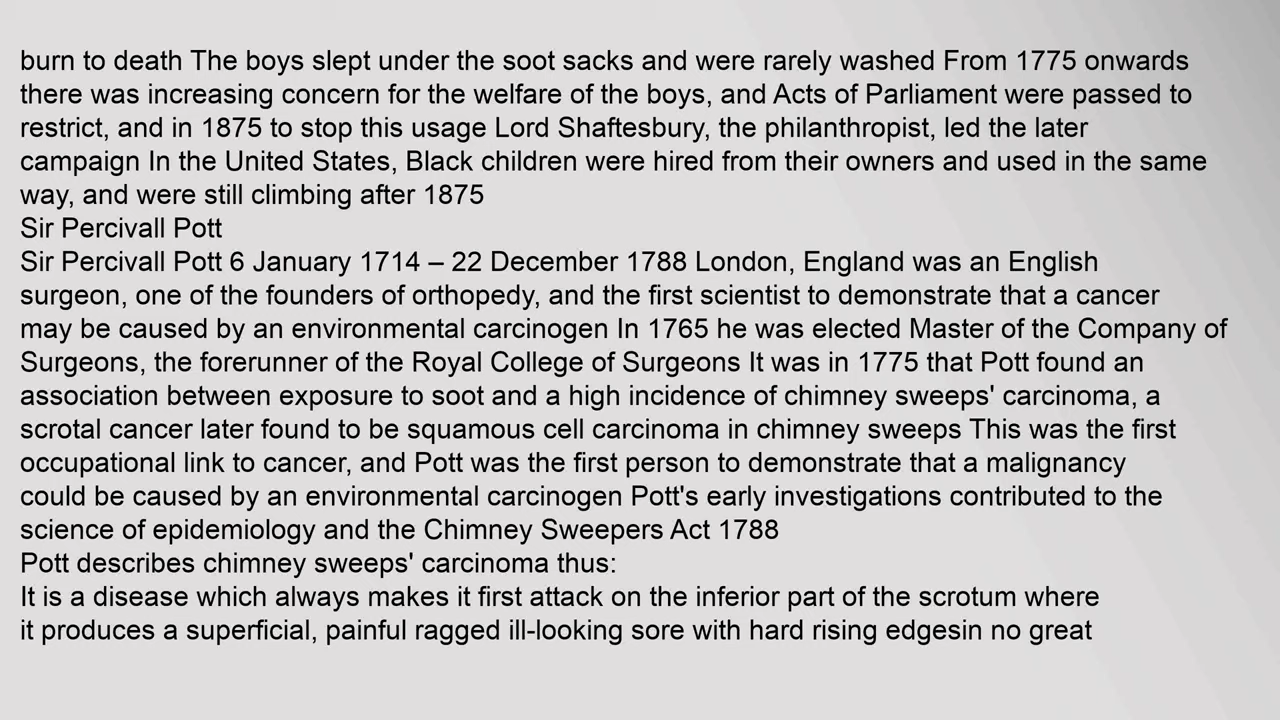 burn to death The boys slept under the soot sacks and were rarely washed From 1775 onwards
there was increasing concern for the welfare of the boys, and Acts of Parliament were passed to
restrict, and in 1875 to stop this usage Lord Shaftesbury, the philanthropist, led the later
campaign In the United States, Black children were hired from their owners and used in the same
way, and were still climbing after 1875
Sir Percivall Pott
Sir Percivall Pott 6 January 1714 – 22 December 1788 London, England was an English
surgeon, one of the founders of orthopedy, and the first scientist to demonstrate that a cancer
may be caused by an environmental carcinogen In 1765 he was elected Master of the Company of
Surgeons, the forerunner of the Royal College of Surgeons It was in 1775 that Pott found an
association between exposure to soot and a high incidence of chimney sweeps' carcinoma, a
scrotal cancer later found to be squamous cell carcinoma in chimney sweeps This was the first
occupational link to cancer, and Pott was the first person to demonstrate that a malignancy
could be caused by an environmental carcinogen Pott's early investigations contributed to the
science of epidemiology and the Chimney Sweepers Act 1788
Pott describes chimney sweeps' carcinoma thus:
It is a disease which always makes it first attack on the inferior part of the scrotum where
it produces a superficial, painful ragged ill-looking sore with hard rising edgesin no great